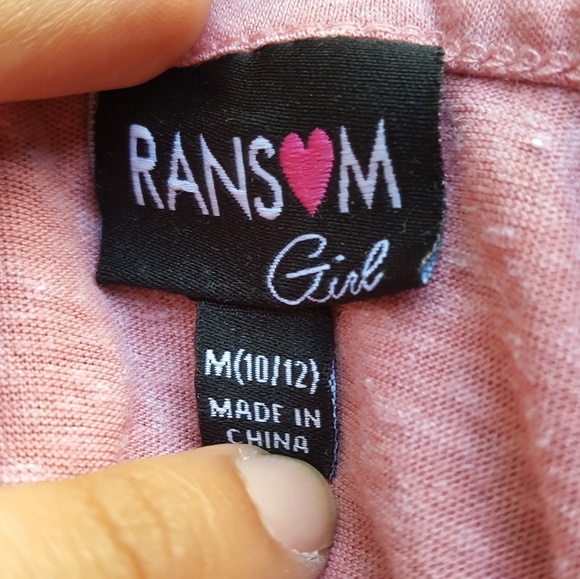 RANS♥M
Girl
M(10/12)
MADE IN
CHINA